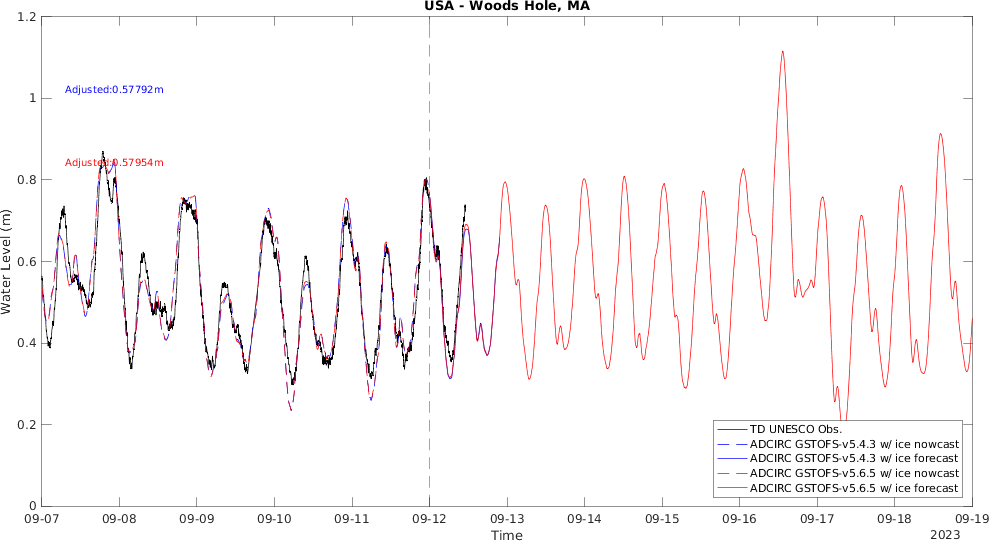 USA - Woods Hole, MA
1.2
1
0.8
0.6
0.4
0.2
0
Water Level (m)
Adjusted:0.57792m
Adjusted:0.57954m
TD UNESCO Obs.
ADCIRC GSTOFS-v5.4.3 w/ ice nowcast
ADCIRC GSTOFS-v5.4.3 w/ ice forecast
ADCIRC GSTOFS-v5.6.5 w/ ice nowcast
ADCIRC GSTOFS-v5.6.5 w/ ice forecast
09-07 09-08 09-09 09-10 09-11 09-12 09-13 09-14 09-15 09-16 09-17 09-18 09-19
Time
2023